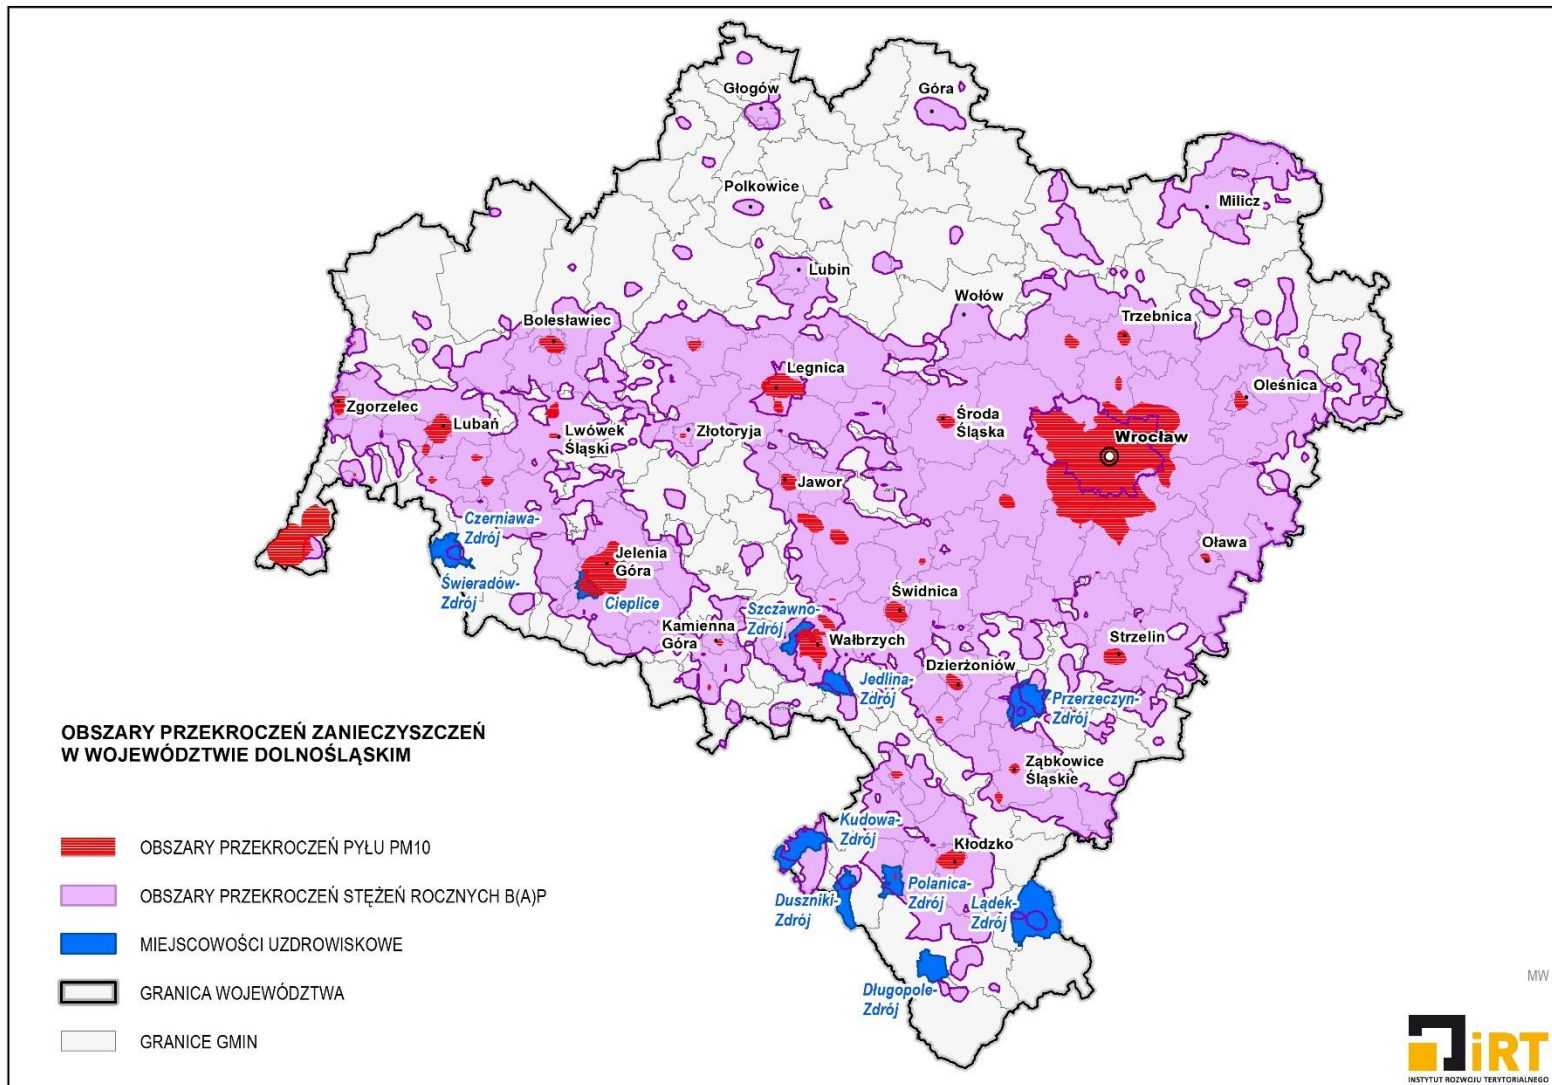 Głogów
Góra
Polkowice
Milicz
Lubin
Wołów
Trzebnica
Bolesławiec
Legnica
Oleśnica
Zgorzelec
Lubań
Lwówek
Śląski
Złotoryja
Środa
Śląska
Wrocław
Jawor
Czerniawa-
Zdrój
Jelenia
Góra
Oława
Świeradów-
Zdrój
Cieplice
Szczawno-
Zdrój
Świdnica
Kamienna
Góra
Wałbrzych
Strzelin
Dzierżoniów
Jedlina-
Zdrój
Przerzeczyn-
Zdrój
Ząbkowice
Śląskie
Kudowa-
Zdrój
Kłodzko
Duszniki-
Zdrój
Polanica-
Zdrój
Lądek-
Zdrój
Długopole-
Zdrój
OBSZARY PRZEKROCZEŃ ZANIECZYSZCZEŃ
W WOJEWÓDZTWIE DOLNOŚLĄSKIM
OBSZARY PRZEKROCZEŃ PYŁU PM10
OBSZARY PRZEKROCZEŃ STĘŻEŃ ROCZNYCH B(A)P
MIEJSCOWOŚCI UZDROWISKOWE
GRANICA WOJEWÓDZTWA
GRANICE GMIN
MW
iRT
INSTYTUT ROZWOJU TERYTORIALNEGO